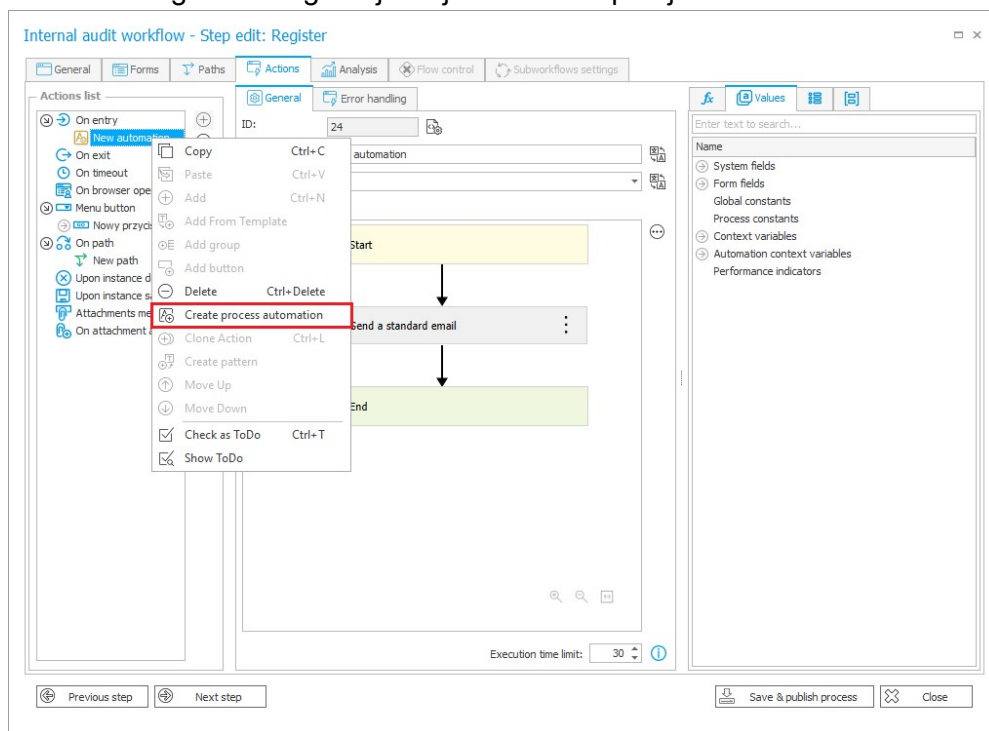 Internal audit workflow - Step edit: Register
General Forms Paths Actions Analysis Flow control Subworkflows settings
Actions list
On entry
New automation
On exit
On timeout
On browser ope
Menu button
Nowy przyci
On path
New path
Upon instance d
Upon instance sa
Attachments me
On attachment a
Copy Ctrl+C
Paste Ctrl+V
Add Ctrl+N
Add From Template
Add group
Add button
Delete Ctrl+Delete
Create process automation
Clone Action Ctrl+L
Create pattern
Move Up
Move Down
Check as ToDo Ctrl+T
Show ToDo
General Error handling
ID: 24
automation
Start
Send a standard email
End
Execution time limit: 30
fx Values
Enter text to search...
Name
System fields
Form fields
Global constants
Process constants
Context variables
Automation context variables
Performance indicators
Previous step Next step Save & publish process Close